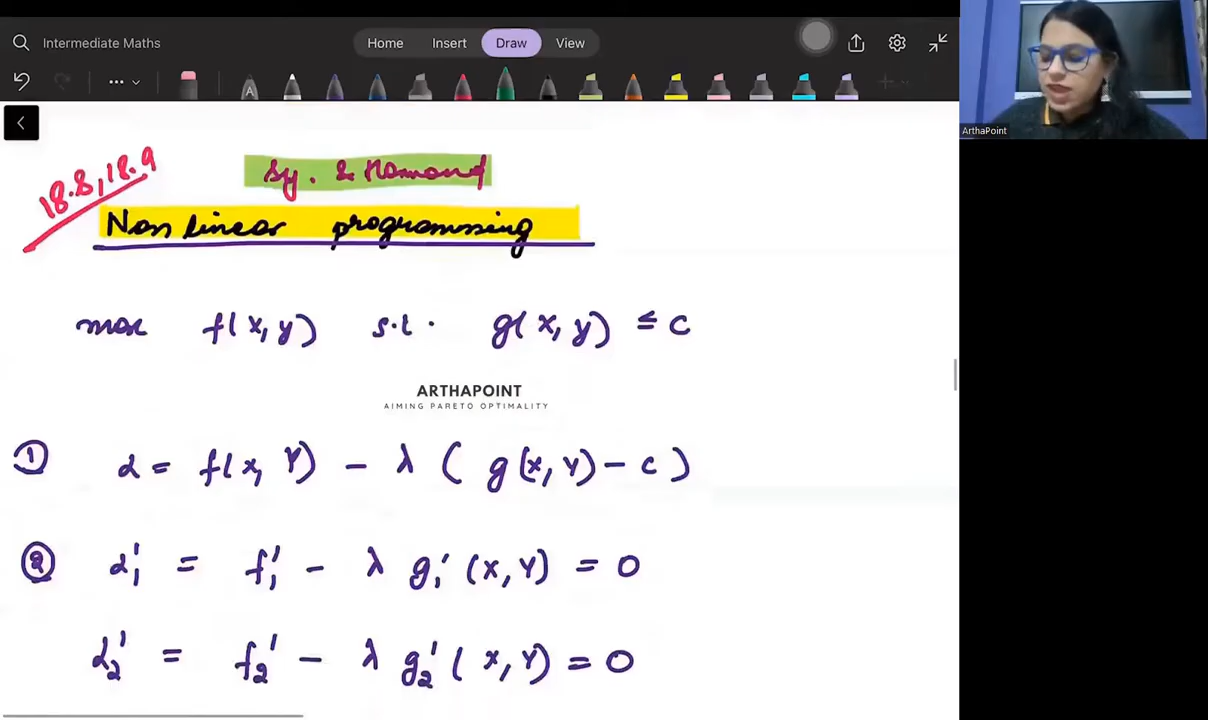 Intermediate Maths
Home Insert Draw View
ArthaPoint
18.8, 18.9
Sy. & Hamond
Non linear programming
max f(x, y) s.t. g(x, y) ≤ c
ARTHAPOINT
AIMING PARETO OPTIMALITY
① L = f(x, y) - λ ( g(x, y) - c )
② L₁' = f₁' - λ g₁' (x, y) = 0
L₂' = f₂' - λ g₂' (x, y) = 0